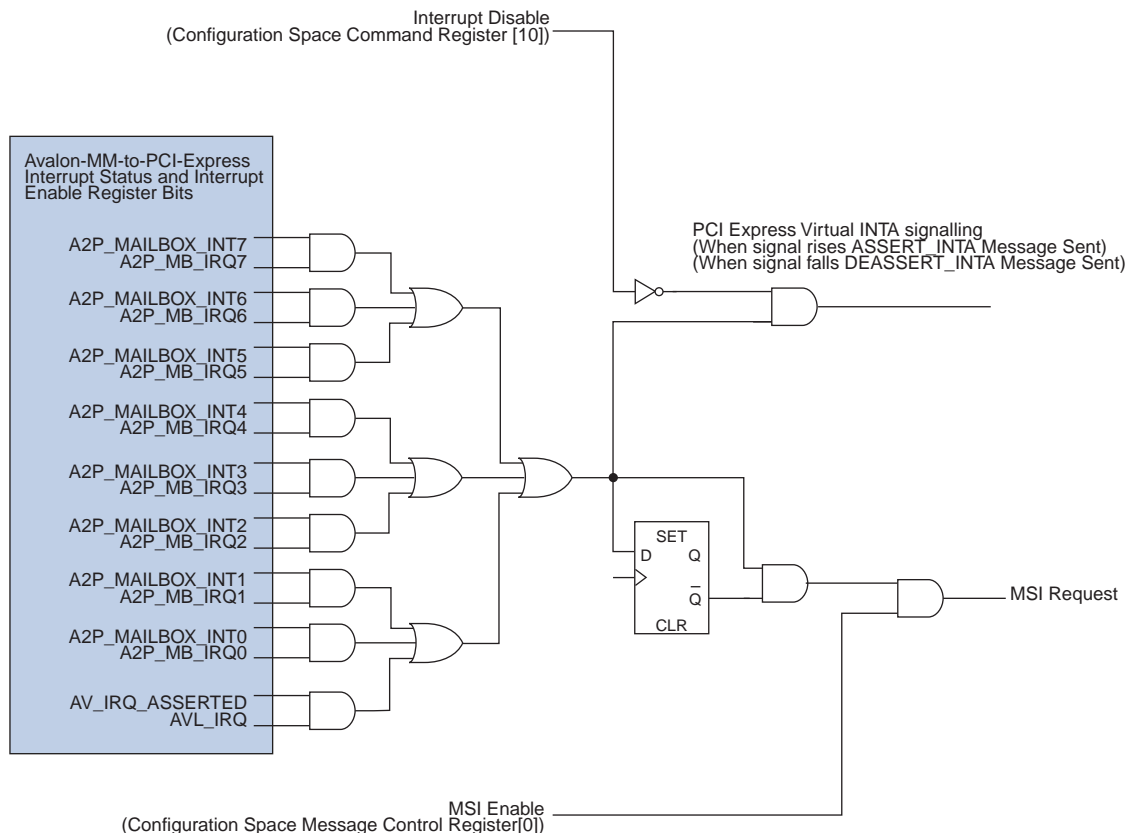 Interrupt Disable
(Configuration Space Command Register [10])
Avalon-MM-to-PCI-Express
Interrupt Status and Interrupt
Enable Register Bits
A2P_MAILBOX_INT7
A2P_MB_IRQ7
A2P_MAILBOX_INT6
A2P_MB_IRQ6
A2P_MAILBOX_INT5
A2P_MB_IRQ5
A2P_MAILBOX_INT4
A2P_MB_IRQ4
A2P_MAILBOX_INT3
A2P_MB_IRQ3
A2P_MAILBOX_INT2
A2P_MB_IRQ2
A2P_MAILBOX_INT1
A2P_MB_IRQ1
A2P_MAILBOX_INT0
A2P_MB_IRQ0
AV_IRQ_ASSERTED
AVL_IRQ
PCI Express Virtual INTA signalling
(When signal rises ASSERT_INTA Message Sent)
(When signal falls DEASSERT_INTA Message Sent)
SET
D Q
Q̅
CLR
MSI Request
MSI Enable
(Configuration Space Message Control Register[0])